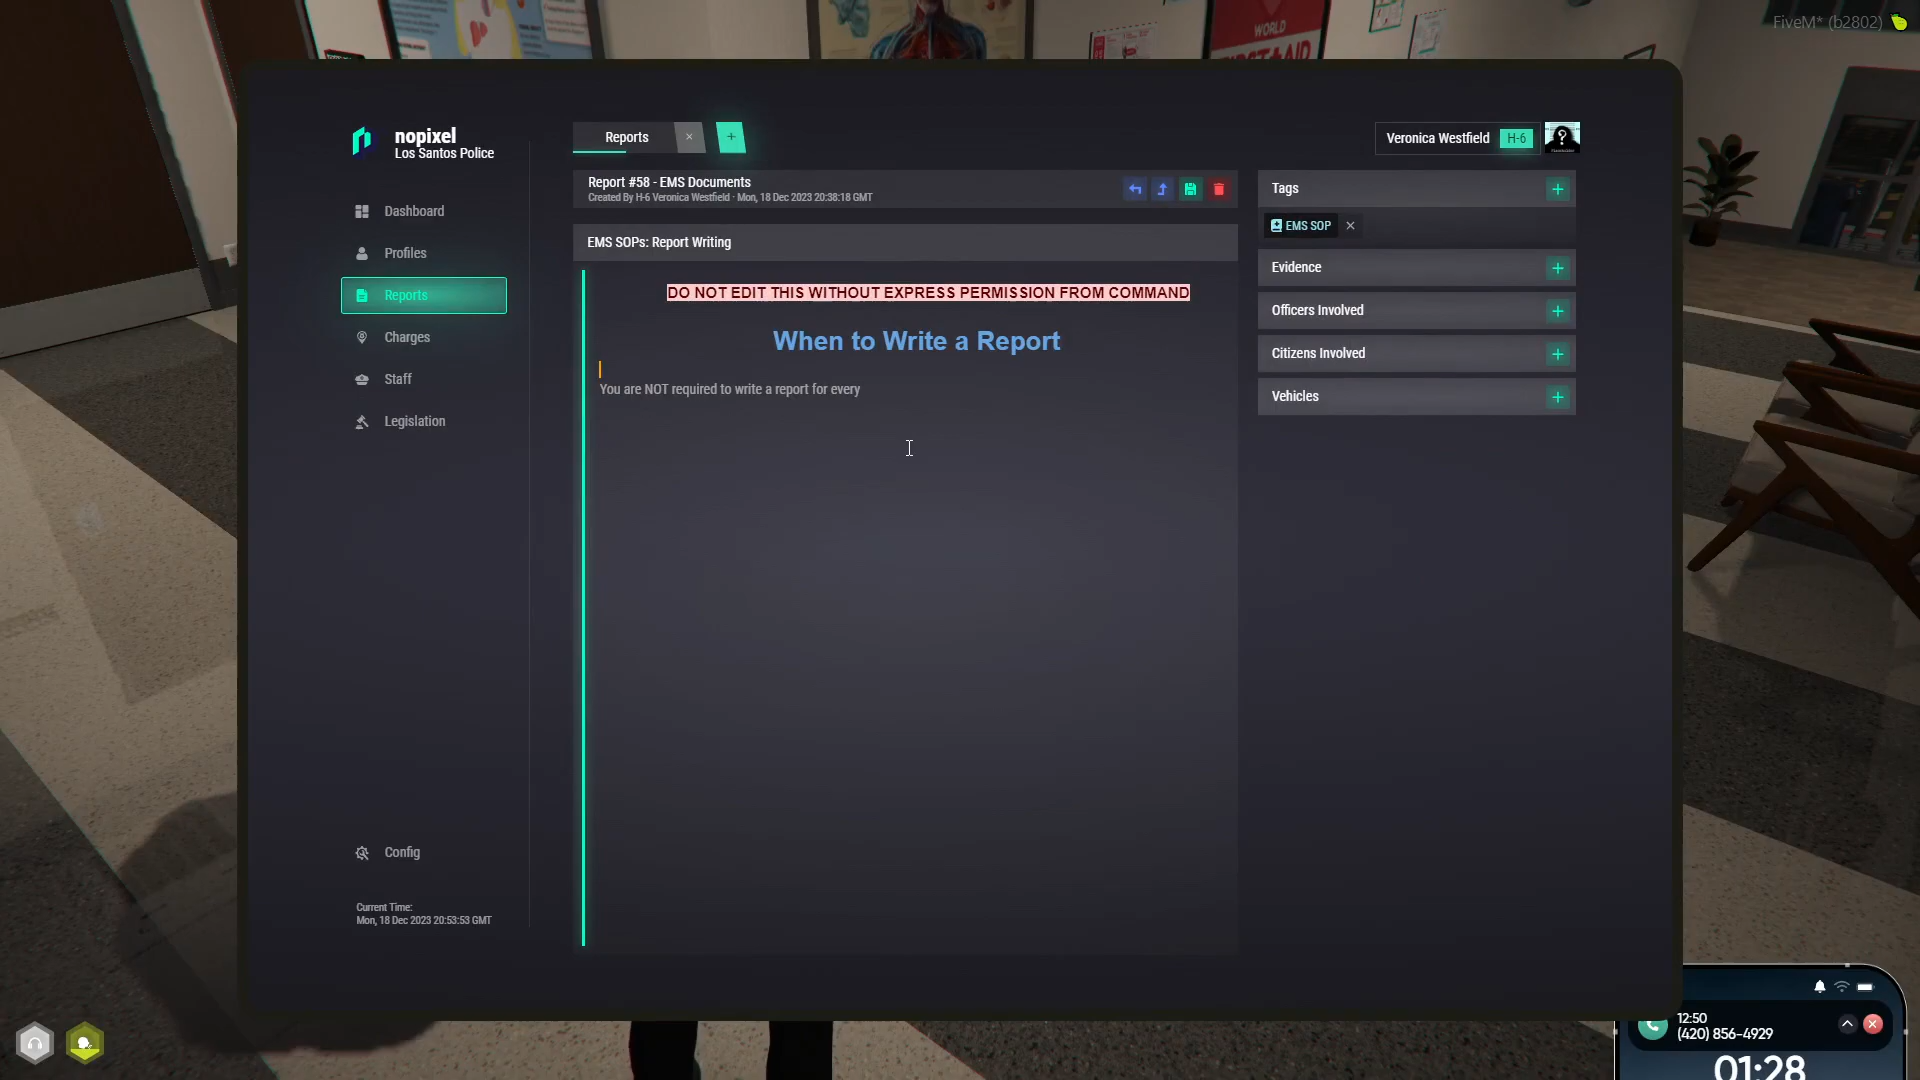 WORLD
FIRST AID
FiveM* (b2802)
nopixel
Los Santos Police
Reports
×
+
Veronica Westfield
H-6
Dashboard
Profiles
Reports
Charges
Staff
Legislation
Config
Current Time:
Mon, 18 Dec 2023 20:53:53 GMT
Report #58 - EMS Documents
Created By H-6 Veronica Westfield · Mon, 18 Dec 2023 20:38:18 GMT
EMS SOPs: Report Writing
DO NOT EDIT THIS WITHOUT EXPRESS PERMISSION FROM COMMAND
When to Write a Report
You are NOT required to write a report for every
Tags
EMS SOP
Evidence
Officers Involved
Citizens Involved
Vehicles
12:50
(420) 856-4929
01:28